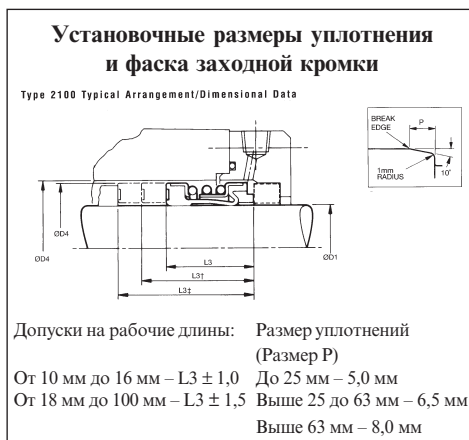 Установочные размеры уплотнения
и фаска заходной кромки
Type 2100 Typical Arrangement/Dimensional Data
BREAK
EDGE
P
1mm
RADIUS
10°
ØD4
ØD4
ØD1
L3
L3†
L3‡
Допуски на рабочие длины:
От 10 мм до 16 мм – L3 ± 1,0
От 18 мм до 100 мм – L3 ± 1,5
Размер уплотнений
(Размер P)
До 25 мм – 5,0 мм
Выше 25 до 63 мм – 6,5 мм
Выше 63 мм – 8,0 мм